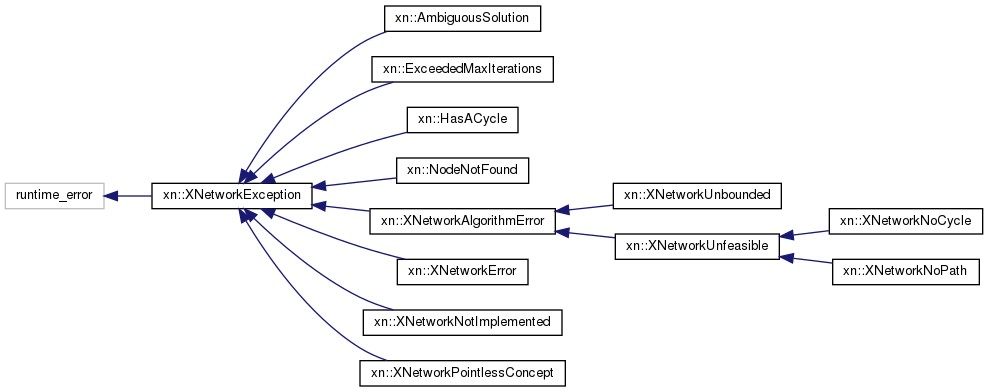 xn::AmbiguousSolution
xn::ExceededMaxIterations
xn::HasACycle
xn::NodeNotFound
runtime_error
xn::XNetworkException
xn::XNetworkAlgorithmError
xn::XNetworkUnbounded
xn::XNetworkUnfeasible
xn::XNetworkNoCycle
xn::XNetworkNoPath
xn::XNetworkError
xn::XNetworkNotImplemented
xn::XNetworkPointlessConcept